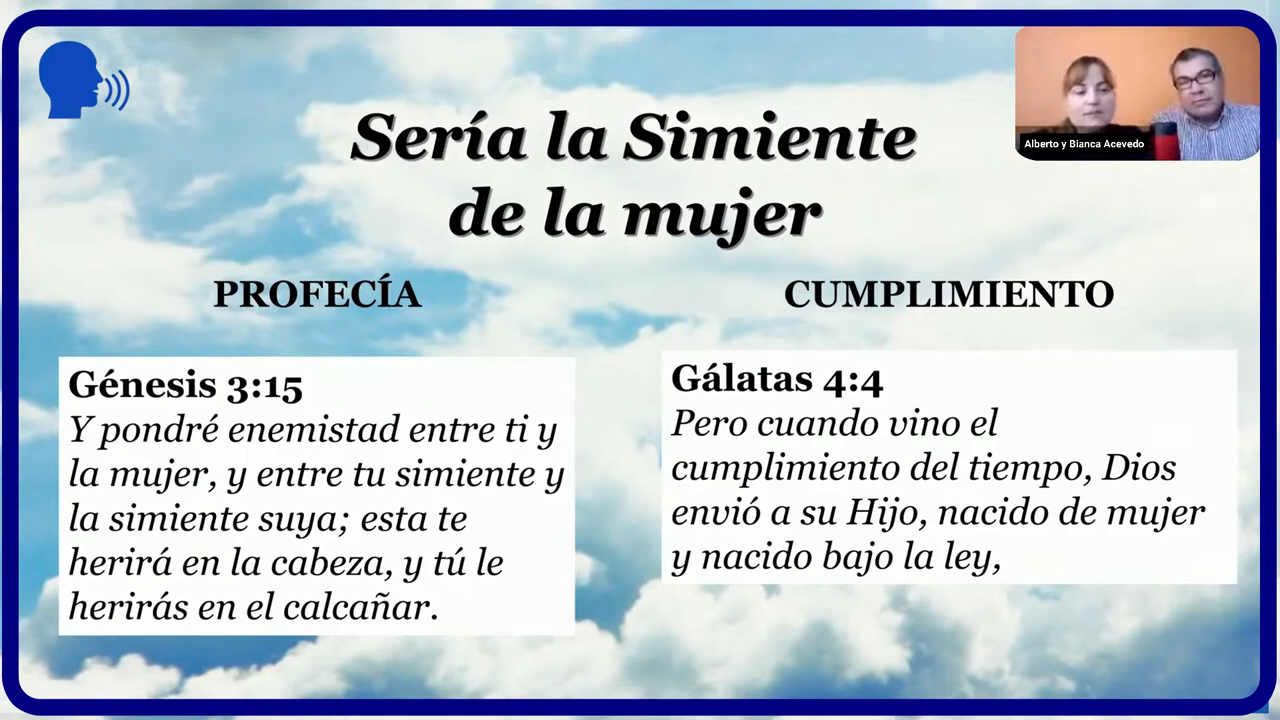 Sería la Simiente
de la mujer
Alberto y Bianca Acevedo
PROFECÍA
CUMPLIMIENTO
Génesis 3:15
Y pondré enemistad entre ti y
la mujer, y entre tu simiente y
la simiente suya; esta te
herirá en la cabeza, y tú le
herirás en el calcañar.
Gálatas 4:4
Pero cuando vino el
cumplimiento del tiempo, Dios
envió a su Hijo, nacido de mujer
y nacido bajo la ley,